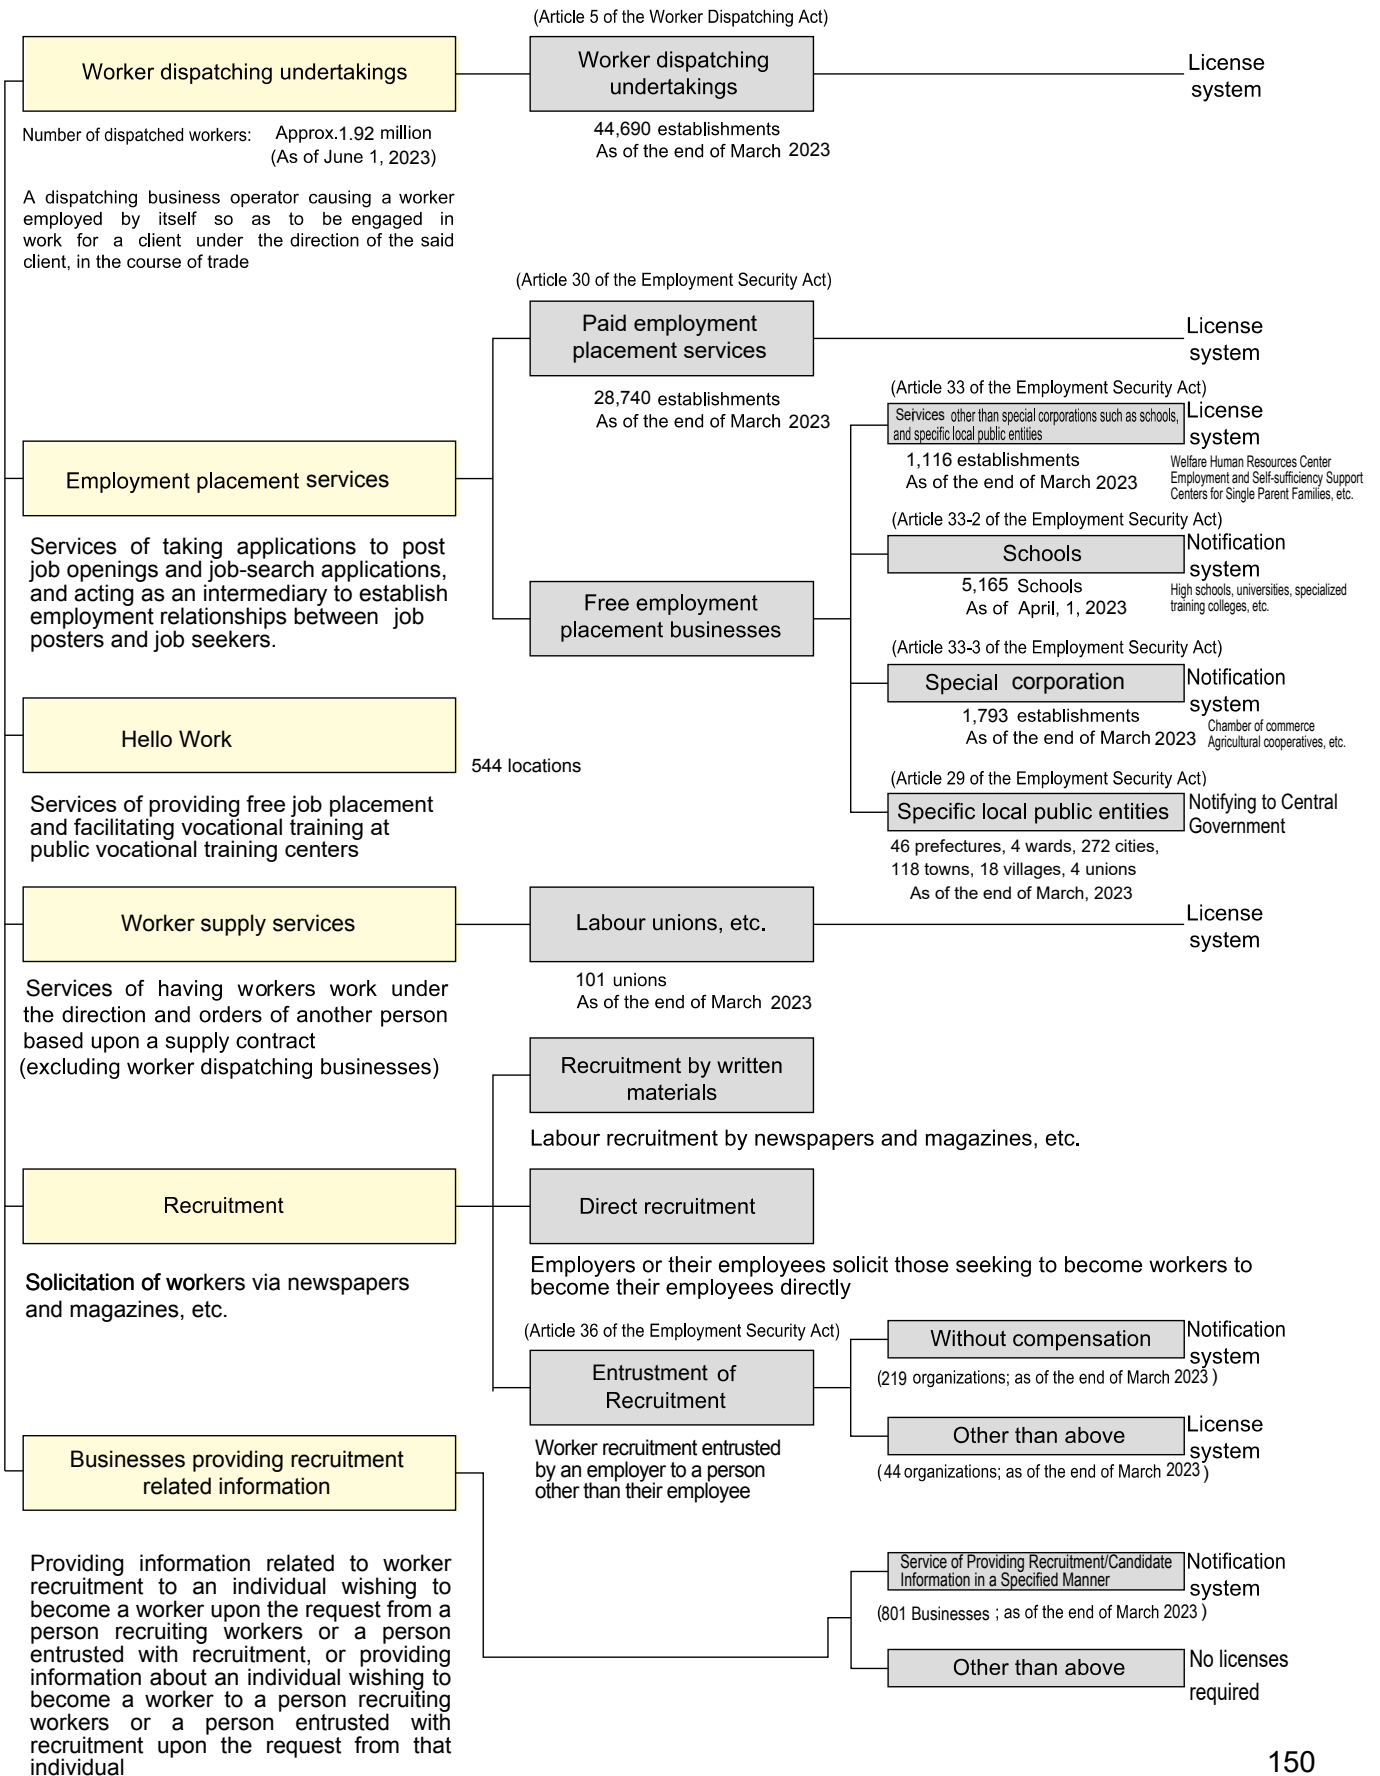 (Article 5 of the Worker Dispatching Act)
Worker dispatching undertakings
Worker dispatching
undertakings
License
system
Number of dispatched workers: Approx.1.92 million
(As of June 1, 2023)
44,690 establishments
As of the end of March 2023
A dispatching business operator causing a worker
employed by itself so as to be engaged in
work for a client under the direction of the said
client, in the course of trade
(Article 30 of the Employment Security Act)
Paid employment
placement services
License
system
28,740 establishments
As of the end of March 2023
(Article 33 of the Employment Security Act)
Services other than special corporations such as schools,
and specific local public entities
License
system
1,116 establishments
As of the end of March 2023
Welfare Human Resources Center
Employment and Self-sufficiency Support
Centers for Single Parent Families, etc.
Employment placement services
Services of taking applications to post
job openings and job-search applications,
and acting as an intermediary to establish
employment relationships between job
posters and job seekers.
Free employment
placement businesses
(Article 33-2 of the Employment Security Act)
Schools
Notification
system
5,165 Schools
As of April, 1, 2023
High schools, universities, specialized
training colleges, etc.
(Article 33-3 of the Employment Security Act)
Special corporation
Notification
system
1,793 establishments
As of the end of March 2023
Chamber of commerce
Agricultural cooperatives, etc.
Hello Work
544 locations
Services of providing free job placement
and facilitating vocational training at
public vocational training centers
(Article 29 of the Employment Security Act)
Specific local public entities
Notifying to Central
Government
46 prefectures, 4 wards, 272 cities,
118 towns, 18 villages, 4 unions
As of the end of March, 2023
Worker supply services
Labour unions, etc.
License
system
101 unions
As of the end of March 2023
Services of having workers work under
the direction and orders of another person
based upon a supply contract
(excluding worker dispatching businesses)
Recruitment by written
materials
Labour recruitment by newspapers and magazines, etc.
Recruitment
Direct recruitment
Solicitation of workers via newspapers
and magazines, etc.
Employers or their employees solicit those seeking to become workers to
become their employees directly
(Article 36 of the Employment Security Act)
Entrustment of
Recruitment
Without compensation
Notification
system
(219 organizations; as of the end of March 2023 )
Other than above
License
system
(44 organizations; as of the end of March 2023 )
Worker recruitment entrusted
by an employer to a person
other than their employee
Businesses providing recruitment
related information
Providing information related to worker
recruitment to an individual wishing to
become a worker upon the request from a
person recruiting workers or a person
entrusted with recruitment, or providing
information about an individual wishing to
become a worker to a person recruiting
workers or a person entrusted with
recruitment upon the request from that
individual
Service of Providing Recruitment/Candidate
Information in a Specified Manner
Notification
system
(801 Businesses ; as of the end of March 2023 )
Other than above
No licenses
required
150